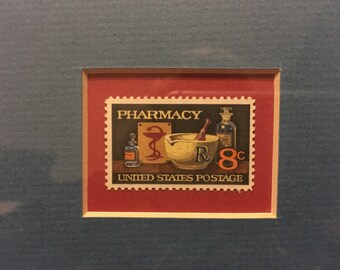 PHARMACY
R
8c
UNITED STATES POSTAGE